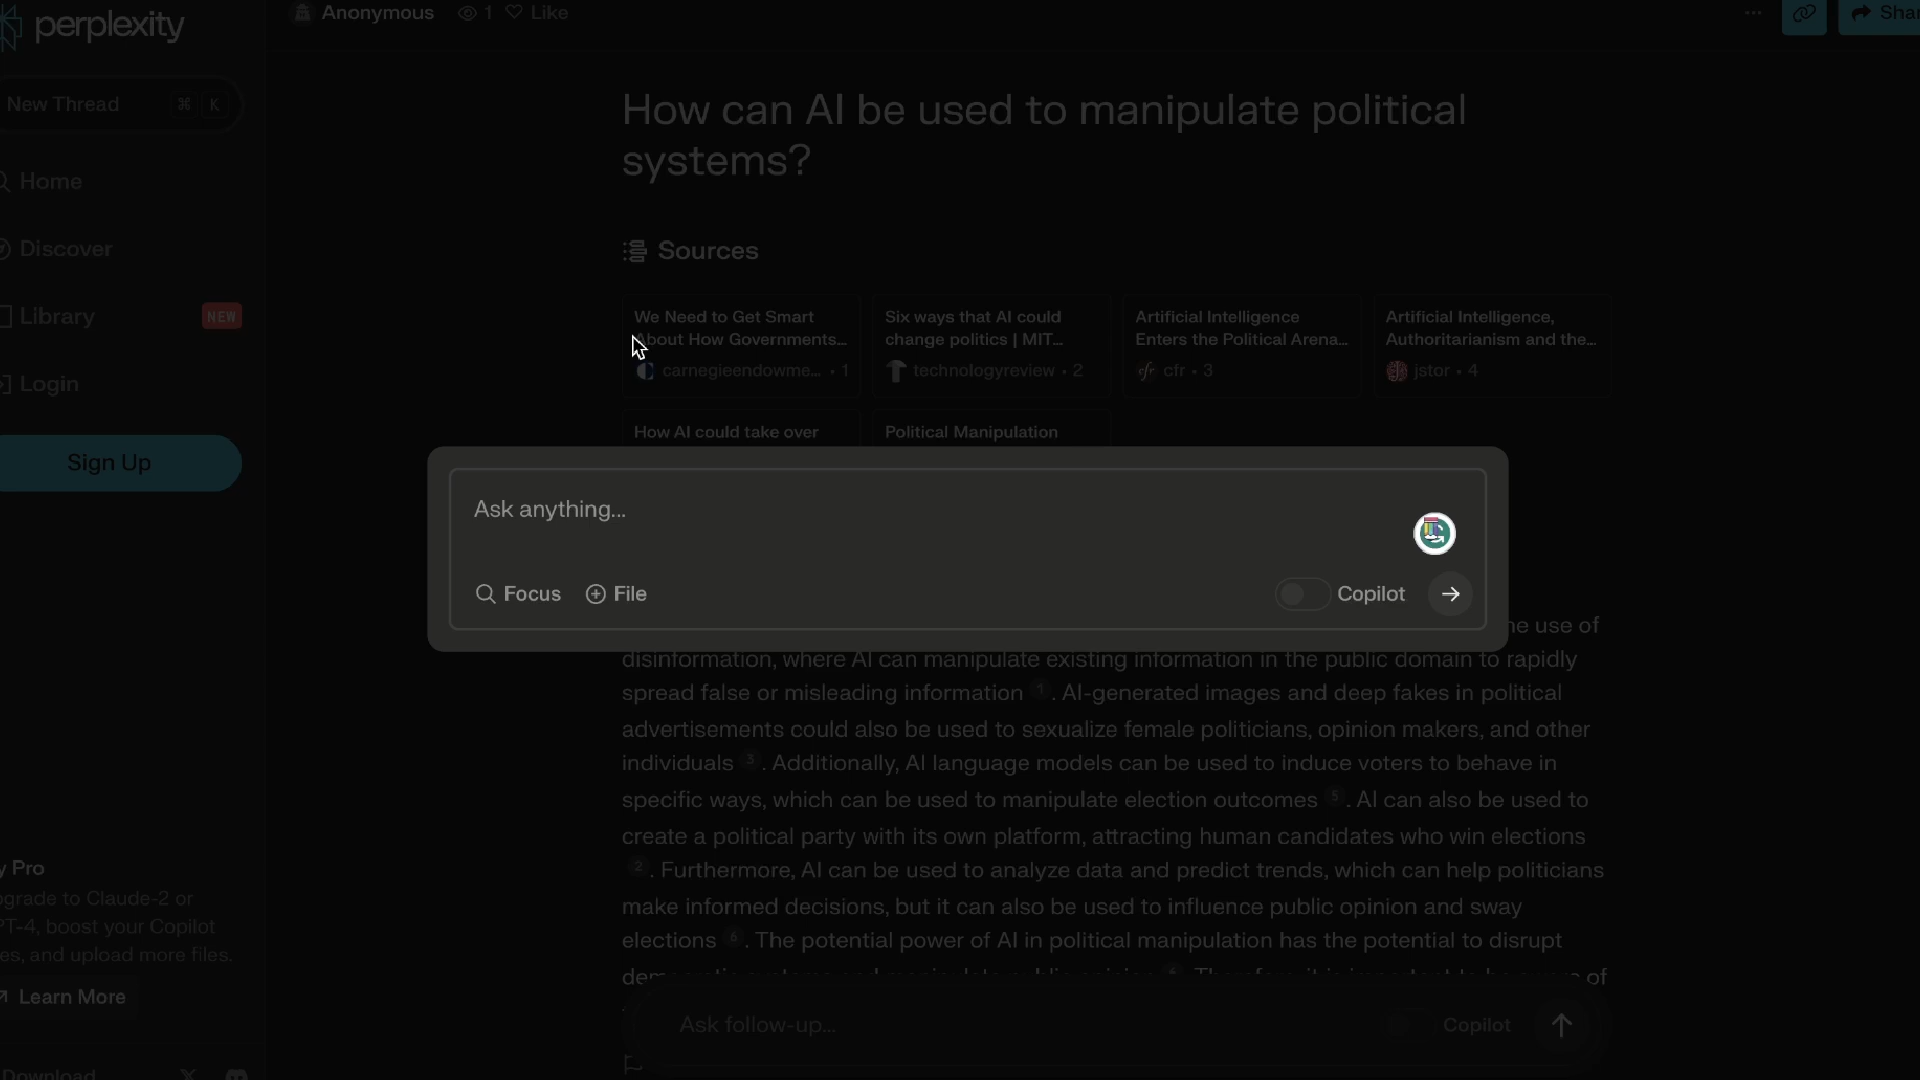 perplexity
Anonymous 1 Like
Shar
New Thread ⌘ K
Home
Discover
Library NEW
Login
Sign Up
How can AI be used to manipulate political
systems?
Sources
We Need to Get Smart
About How Governments...
carnegieendowme... • 1
Six ways that AI could
change politics | MIT...
technologyreview • 2
Artificial Intelligence
Enters the Political Arena...
cfr • 3
Artificial Intelligence,
Authoritarianism and the...
jstor • 4
How AI could take over
Political Manipulation
Ask anything...
Focus File Copilot
he use of
disinformation, where AI can manipulate existing information in the public domain to rapidly
spread false or misleading information 1. AI-generated images and deep fakes in political
advertisements could also be used to sexualize female politicians, opinion makers, and other
individuals 3. Additionally, AI language models can be used to induce voters to behave in
specific ways, which can be used to manipulate election outcomes 5. AI can also be used to
create a political party with its own platform, attracting human candidates who win elections
2. Furthermore, AI can be used to analyze data and predict trends, which can help politicians
make informed decisions, but it can also be used to influence public opinion and sway
elections 6. The potential power of AI in political manipulation has the potential to disrupt
of
y Pro
pgrade to Claude-2 or
PT-4, boost your Copilot
es, and upload more files.
Learn More
Ask follow-up... Copilot
Download